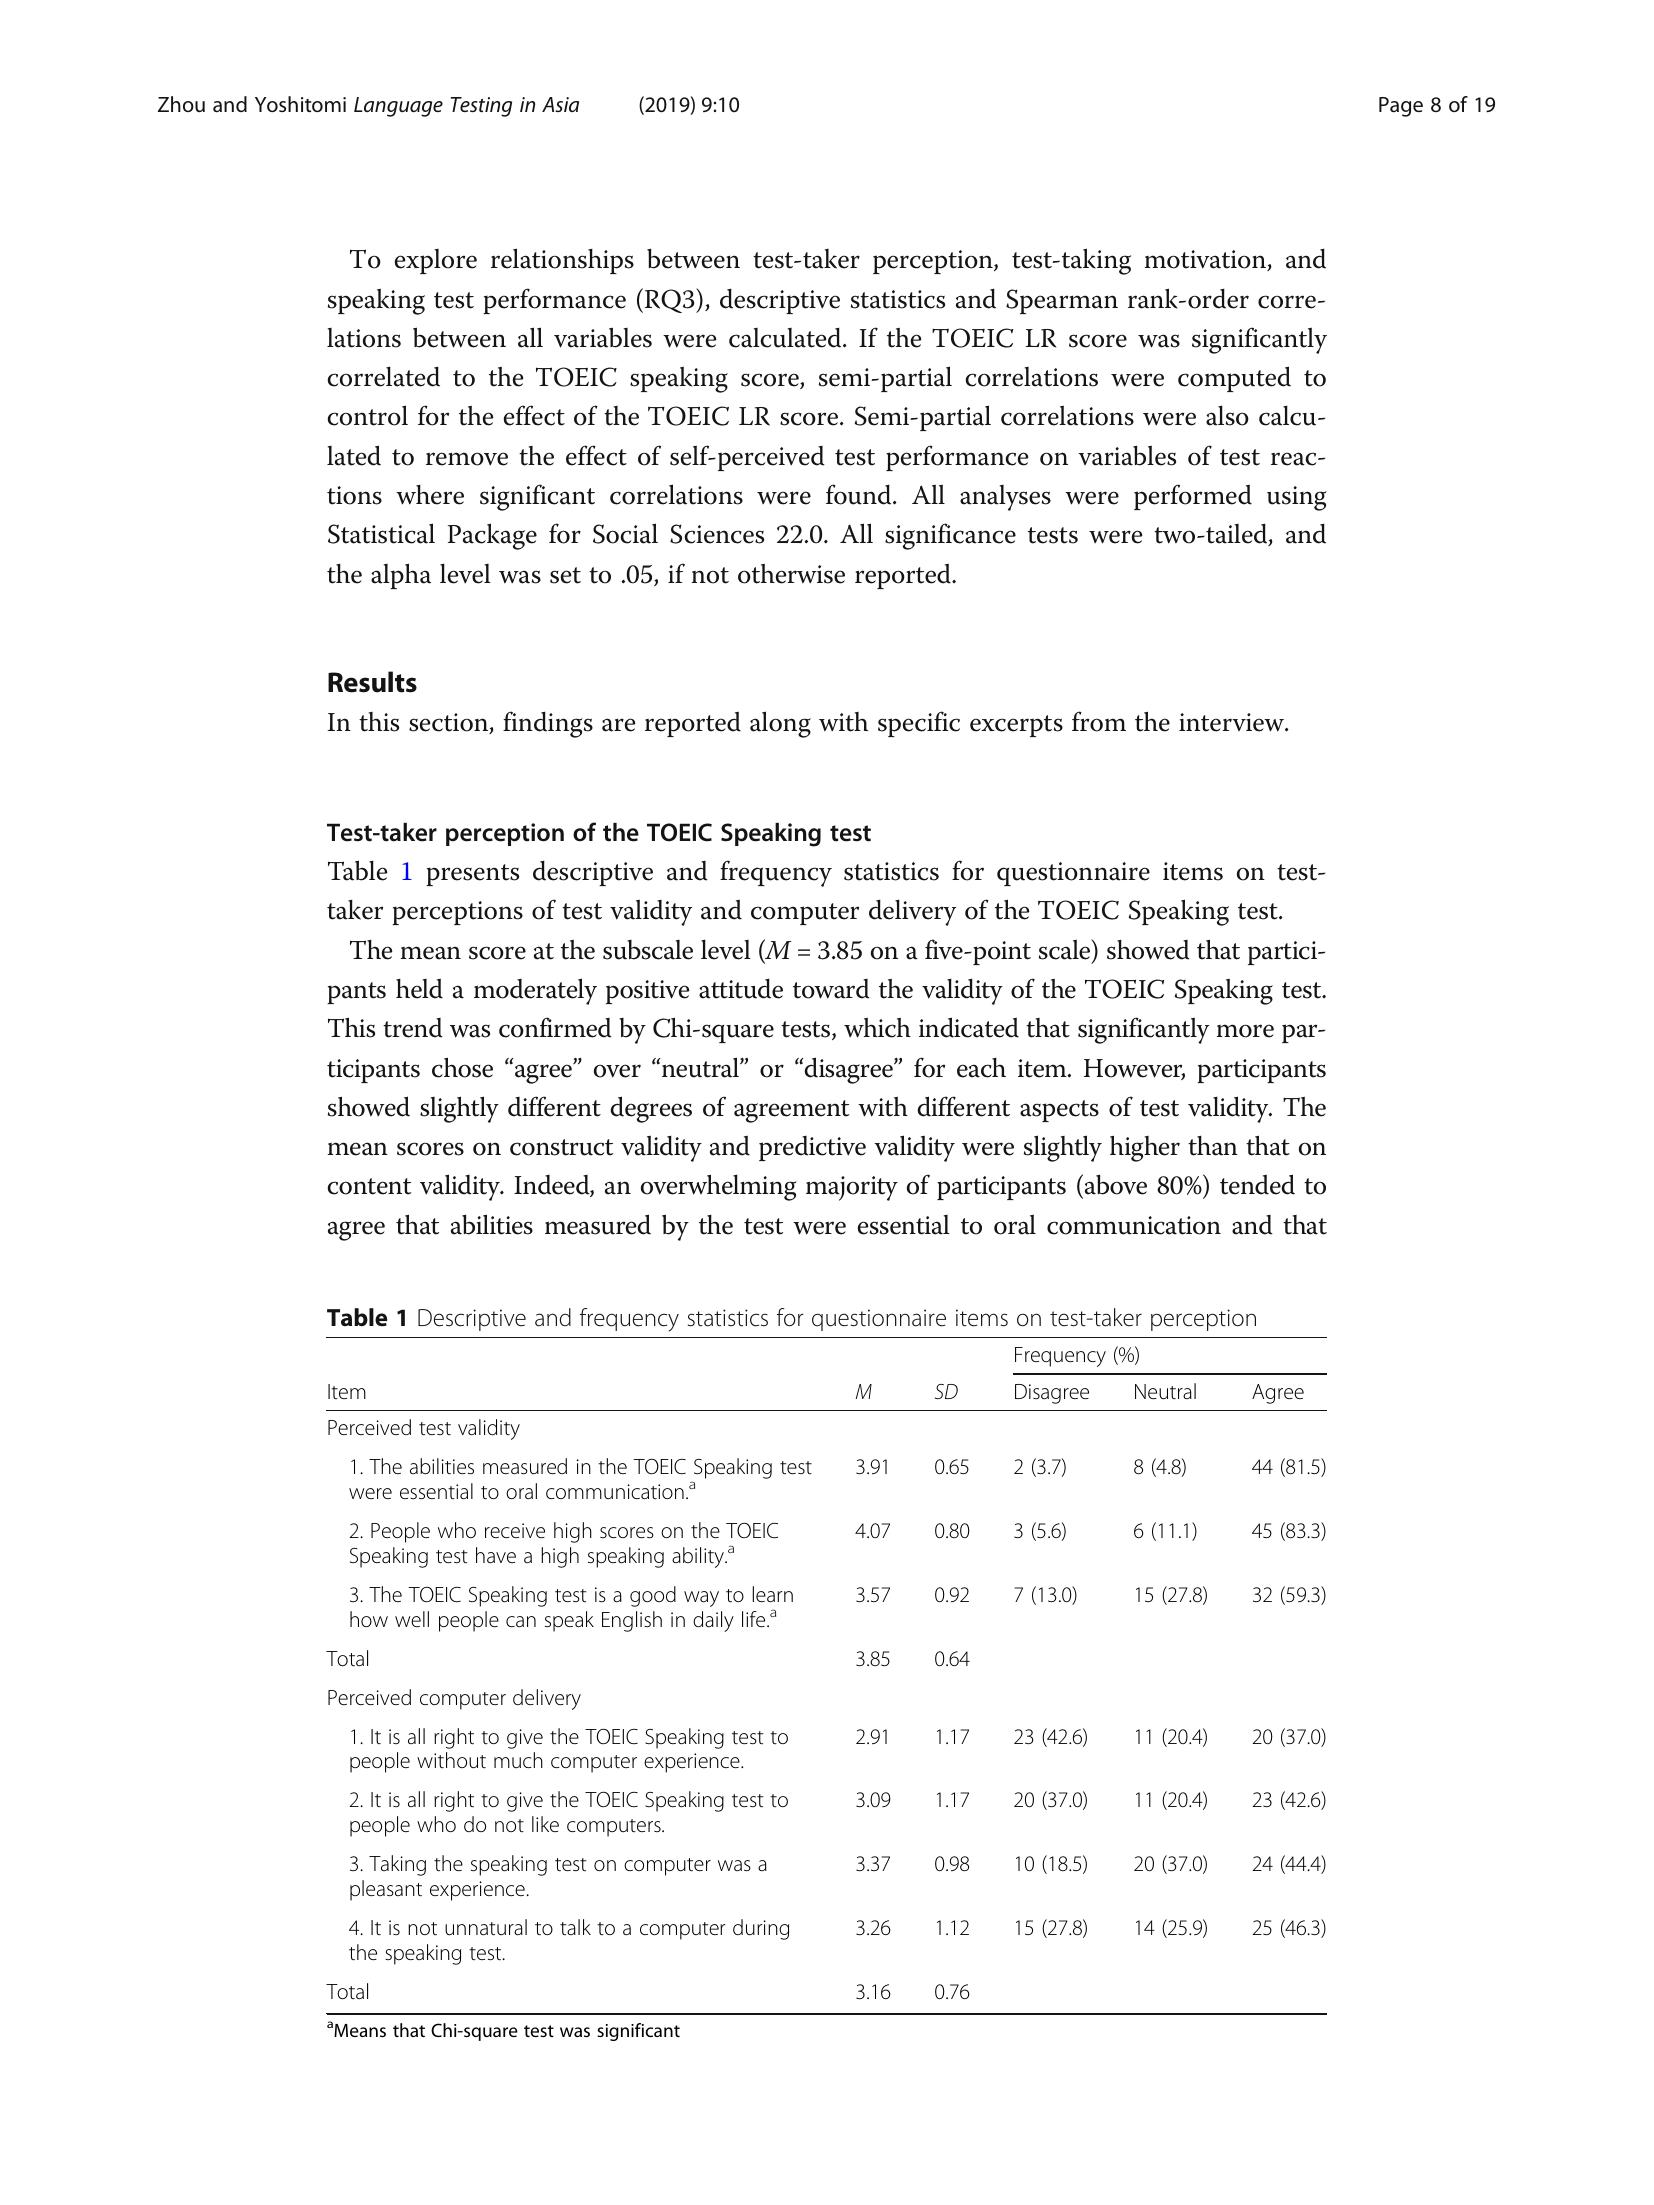 Zhou and Yoshitomi Language Testing in Asia (2019) 9:10 Page 8 of 19
To explore relationships between test-taker perception, test-taking motivation, and
speaking test performance (RQ3), descriptive statistics and Spearman rank-order corre-
lations between all variables were calculated. If the TOEIC LR score was significantly
correlated to the TOEIC speaking score, semi-partial correlations were computed to
control for the effect of the TOEIC LR score. Semi-partial correlations were also calcu-
lated to remove the effect of self-perceived test performance on variables of test reac-
tions where significant correlations were found. All analyses were performed using
Statistical Package for Social Sciences 22.0. All significance tests were two-tailed, and
the alpha level was set to .05, if not otherwise reported.
Results
In this section, findings are reported along with specific excerpts from the interview.
Test-taker perception of the TOEIC Speaking test
Table 1 presents descriptive and frequency statistics for questionnaire items on test-
taker perceptions of test validity and computer delivery of the TOEIC Speaking test.
The mean score at the subscale level (M = 3.85 on a five-point scale) showed that partici-
pants held a moderately positive attitude toward the validity of the TOEIC Speaking test.
This trend was confirmed by Chi-square tests, which indicated that significantly more par-
ticipants chose “agree” over “neutral” or “disagree” for each item. However, participants
showed slightly different degrees of agreement with different aspects of test validity. The
mean scores on construct validity and predictive validity were slightly higher than that on
content validity. Indeed, an overwhelming majority of participants (above 80%) tended to
agree that abilities measured by the test were essential to oral communication and that
Table 1 Descriptive and frequency statistics for questionnaire items on test-taker perception
Frequency (%)
Item M SD Disagree Neutral Agree
Perceived test validity
1. The abilities measured in the TOEIC Speaking test 3.91 0.65 2 (3.7) 8 (4.8) 44 (81.5)
were essential to oral communication.a
2. People who receive high scores on the TOEIC 4.07 0.80 3 (5.6) 6 (11.1) 45 (83.3)
Speaking test have a high speaking ability.a
3. The TOEIC Speaking test is a good way to learn 3.57 0.92 7 (13.0) 15 (27.8) 32 (59.3)
how well people can speak English in daily life.a
Total 3.85 0.64
Perceived computer delivery
1. It is all right to give the TOEIC Speaking test to 2.91 1.17 23 (42.6) 11 (20.4) 20 (37.0)
people without much computer experience.
2. It is all right to give the TOEIC Speaking test to 3.09 1.17 20 (37.0) 11 (20.4) 23 (42.6)
people who do not like computers.
3. Taking the speaking test on computer was a 3.37 0.98 10 (18.5) 20 (37.0) 24 (44.4)
pleasant experience.
4. It is not unnatural to talk to a computer during 3.26 1.12 15 (27.8) 14 (25.9) 25 (46.3)
the speaking test.
Total 3.16 0.76
aMeans that Chi-square test was significant